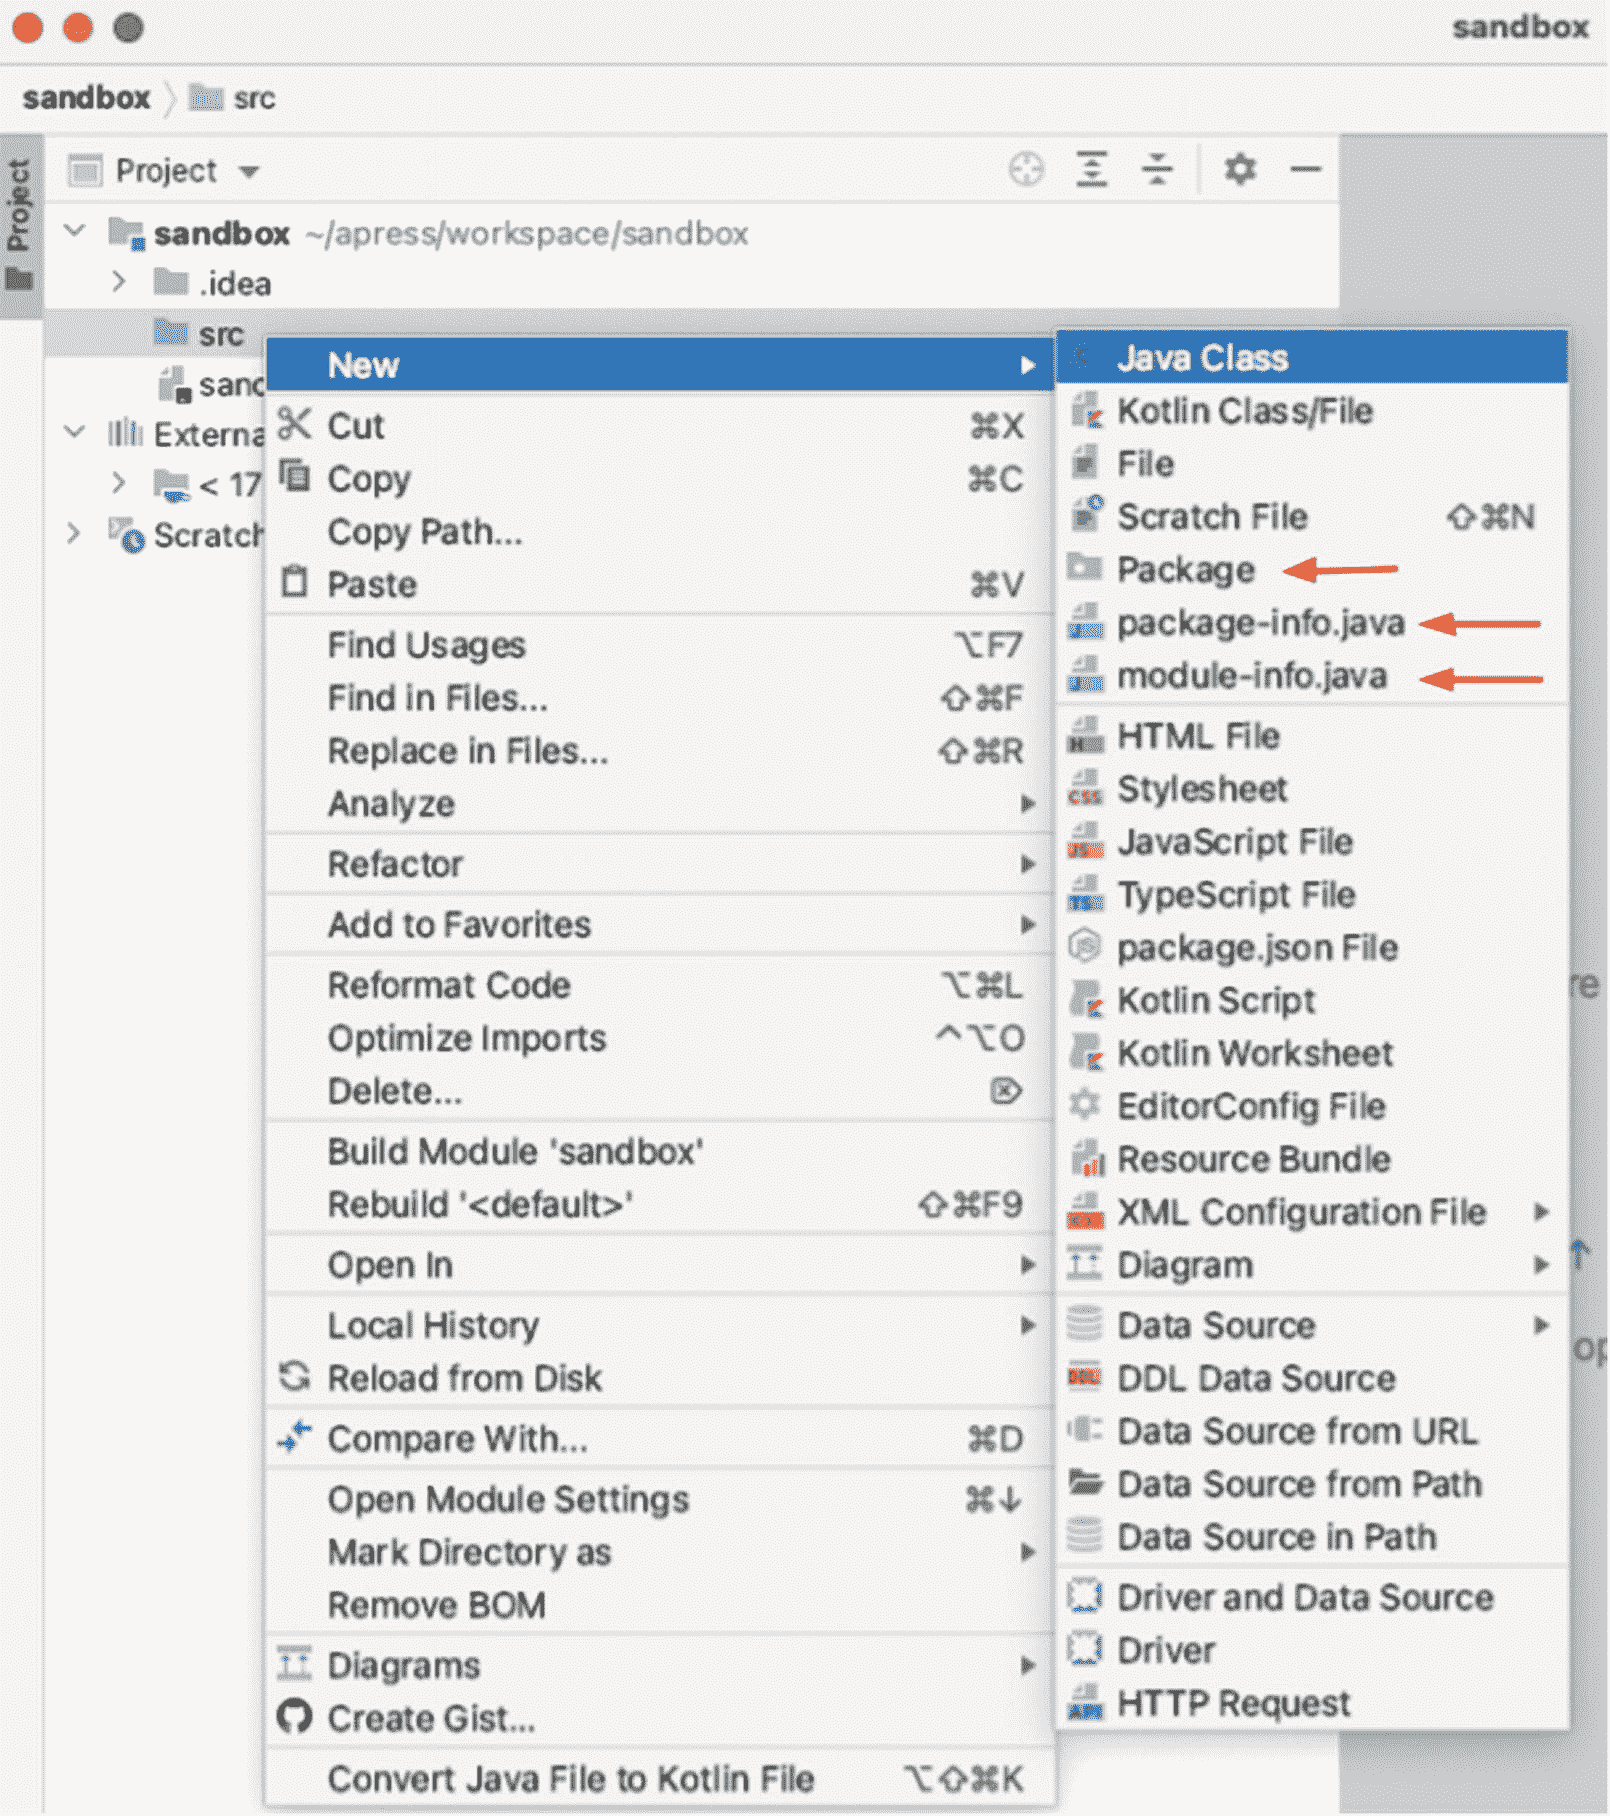 sandbox
sandbox src
Project
Project
sandbox ~/apress/workspace/sandbox
.idea
src
sand
Externa
< 17
Scratch
New
Cut ⌘X
Copy ⌘C
Copy Path...
Paste ⌘V
Find Usages ⌥F7
Find in Files... ⇧⌘F
Replace in Files... ⇧⌘R
Analyze
Refactor
Add to Favorites
Reformat Code ⌥⌘L
Optimize Imports ^⌥O
Delete... ⌦
Build Module 'sandbox'
Rebuild '<default>' ⇧⌘F9
Open In
Local History
Reload from Disk
Compare With... ⌘D
Open Module Settings ⌘↓
Mark Directory as
Remove BOM
Diagrams
Create Gist...
Convert Java File to Kotlin File ⌥⇧⌘K
Java Class
Kotlin Class/File
File
Scratch File ⇧⌘N
Package
package-info.java
module-info.java
HTML File
Stylesheet
JavaScript File
TypeScript File
package.json File
Kotlin Script
Kotlin Worksheet
EditorConfig File
Resource Bundle
XML Configuration File
Diagram
Data Source
DDL Data Source
Data Source from URL
Data Source from Path
Data Source in Path
Driver and Data Source
Driver
HTTP Request
re
op